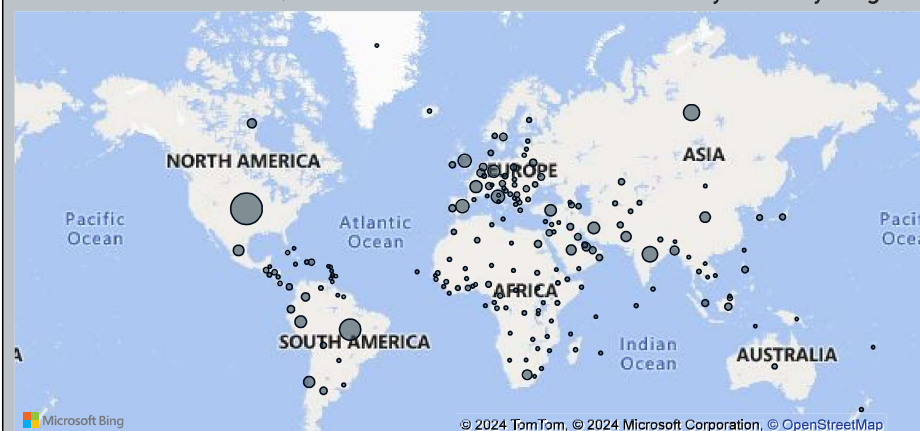 NORTH AMERICA
EUROPE
ASIA
Pacific
Ocean
Atlantic
Ocean
Paci
Ocea
AFRICA
SOUTH AMERICA
Indian
Ocean
AUSTRALIA
A
Microsoft Bing
© 2024 TomTom, © 2024 Microsoft Corporation, © OpenStreetMap